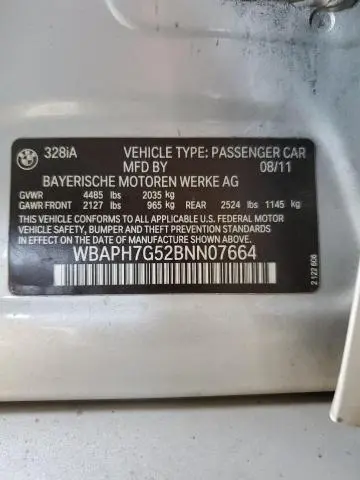 328iA VEHICLE TYPE: PASSENGER CAR
MFD BY 08/11
BAYERISCHE MOTOREN WERKE AG
GVWR 4485 lbs 2035 kg
GAWR FRONT 2127 lbs 965 kg REAR 2524 lbs 1145 kg
THIS VEHICLE CONFORMS TO ALL APPLICABLE U.S. FEDERAL MOTOR
VEHICLE SAFETY, BUMPER AND THEFT PREVENTION STANDARDS
IN EFFECT ON THE DATE OF MANUFACTURE SHOWN ABOVE.
WBAPH7G52BNN07664
2 122 606